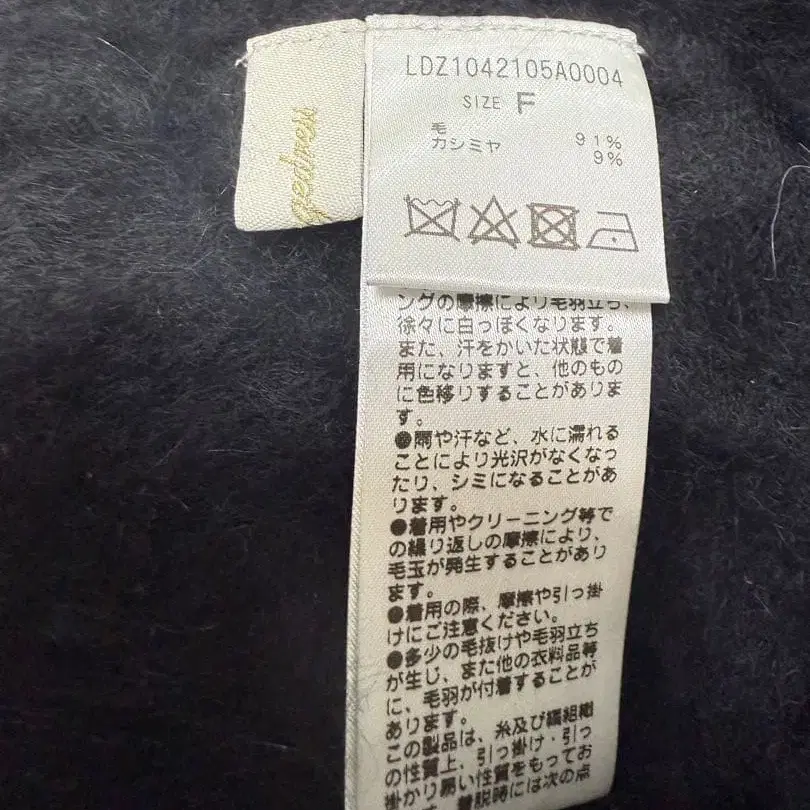 gedress
LDZ1042105A0004
SIZE F
毛 91%
カシミヤ 9%
ングの摩擦により毛羽立ち、
徐々に白っぽくなります。
また、汗をかいた状態で着
用になりますと、他のもの
に色移りすることがありま
す。
●雨や汗など、水に濡れる
ことにより光沢がなくなっ
たり、シミになることがあ
ります。
●着用やクリーニング等で
の繰り返しの摩擦により、
毛玉が発生することがあり
ます。
●着用の際、摩擦や引っ掛
けにご注意ください。
●多少の毛抜けや毛羽立ち
が生じ、また他の衣料品等
に、毛羽が付着することが
あります。
この製品は、糸及び編組織
の性質上、引っ掛け・引っ
掛かり易い性質をもってお
着脱時には次の点